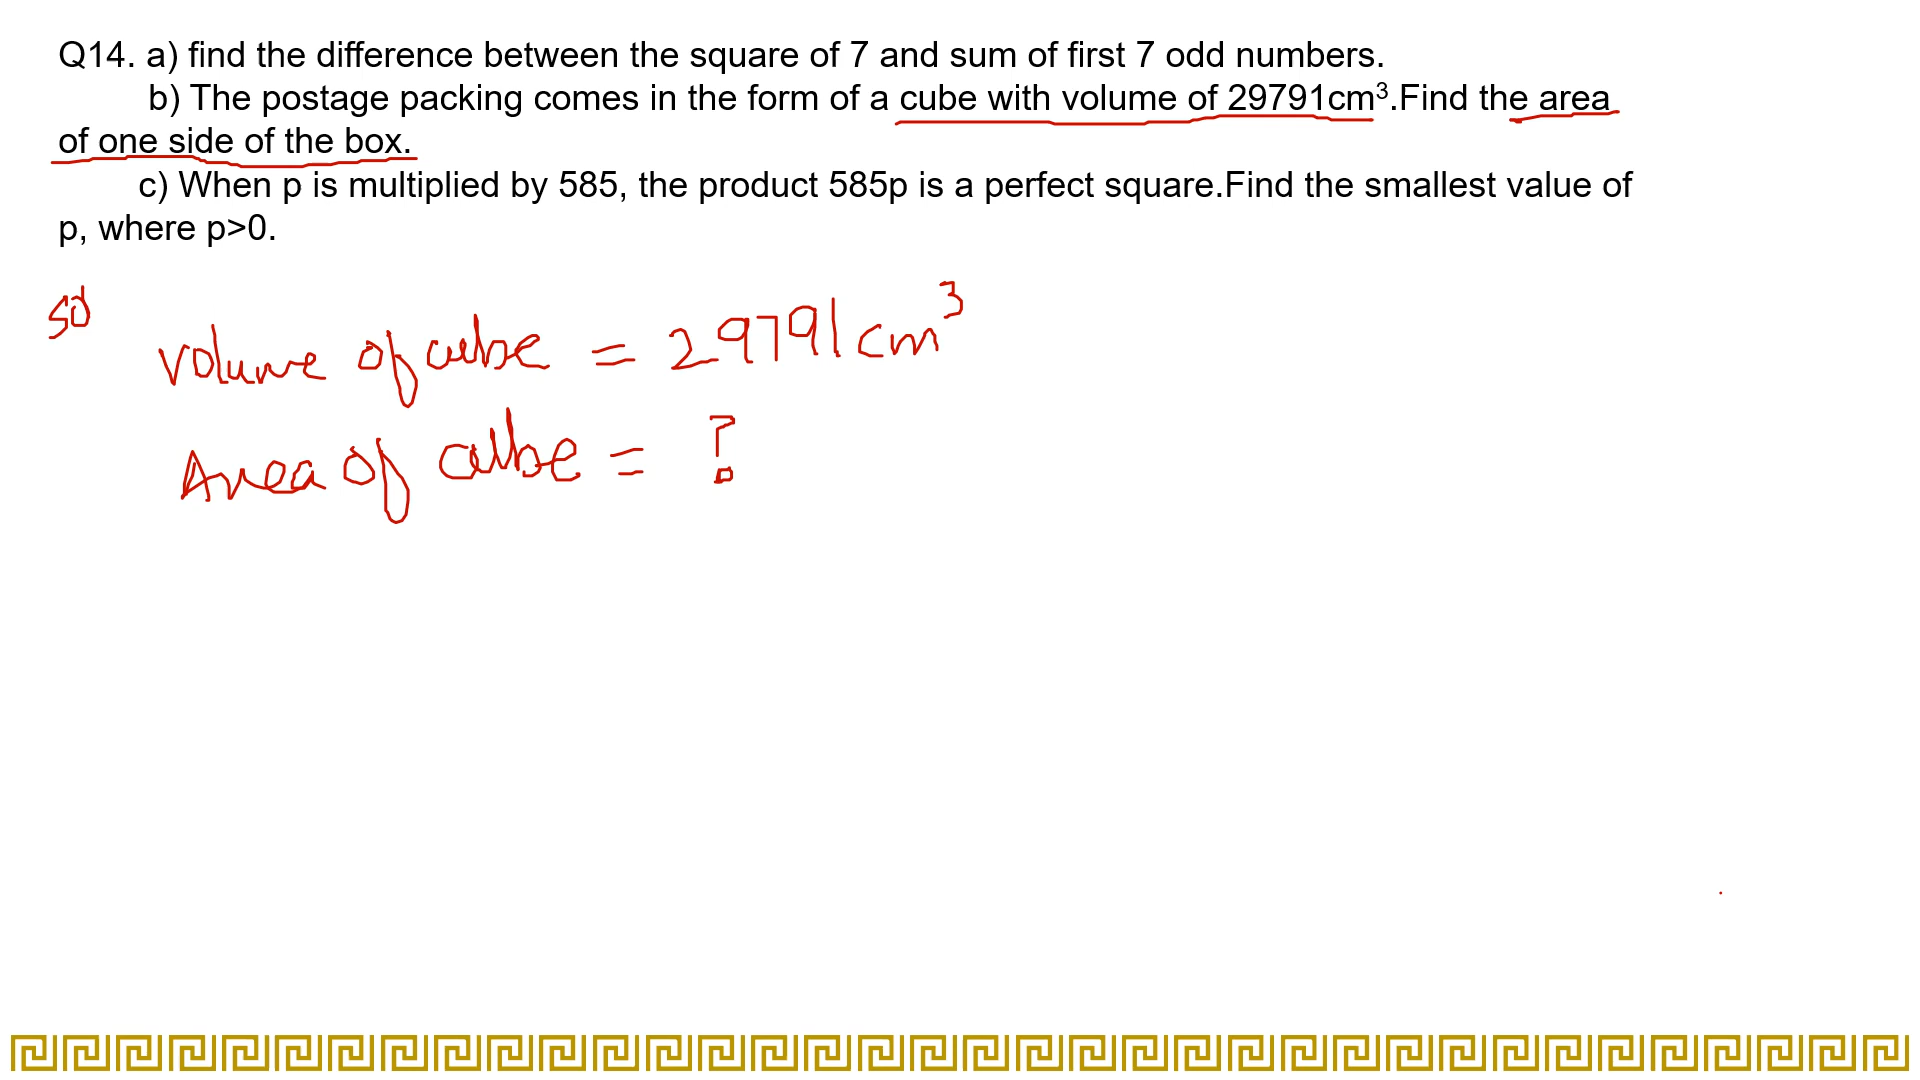 Q14. a) find the difference between the square of 7 and sum of first 7 odd numbers.
b) The postage packing comes in the form of a cube with volume of 29791cm³.Find the area
of one side of the box.
c) When p is multiplied by 585, the product 585p is a perfect square.Find the smallest value of
p, where p>0.
Sol
Volume of cube = 29791cm³
Area of cube = ?